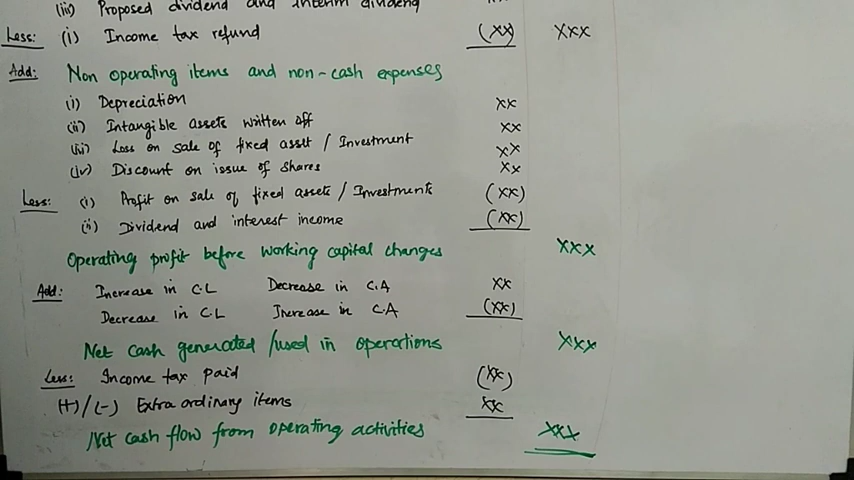 (iii) Proposed dividend and interim dividend
Less: (i) Income tax refund (XX) XXX
Add: Non operating items and non-cash expenses
(i) Depreciation XX
(ii) Intangible assets written off XX
(iii) Loss on sale of fixed asset / Investment XX
(iv) Discount on issue of shares XX
Less: (i) Profit on sale of fixed assets / Investments (XX)
(ii) Dividend and interest income (XX)
Operating profit before working capital changes XXX
Add: Increase in C.L Decrease in C.A XX
Decrease in C.L Increase in C.A (XX)
Net cash generated /used in operations XXX
Less: Income tax paid (XX)
(+)/(-) Extra ordinary items XX
Net cash flow from operating activities XXX